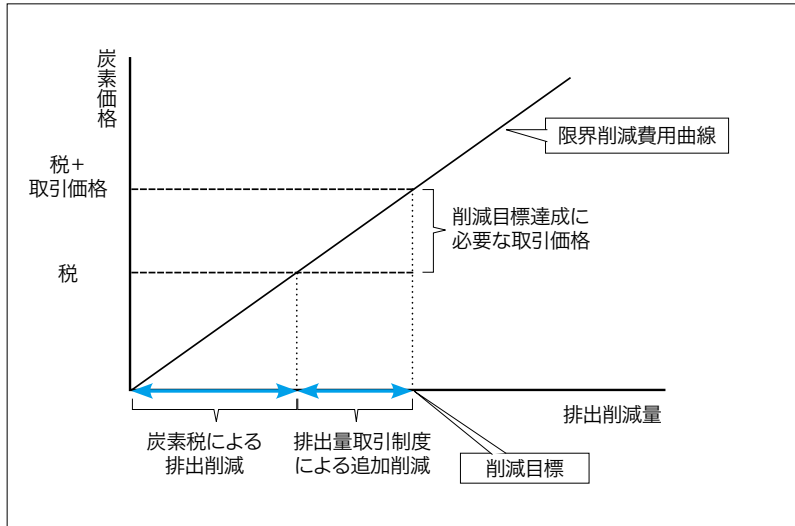 炭素価格
限界削減費用曲線
税＋
取引価格
削減目標達成に
必要な取引価格
税
排出削減量
炭素税による
排出削減
排出量取引制度
による追加削減
削減目標